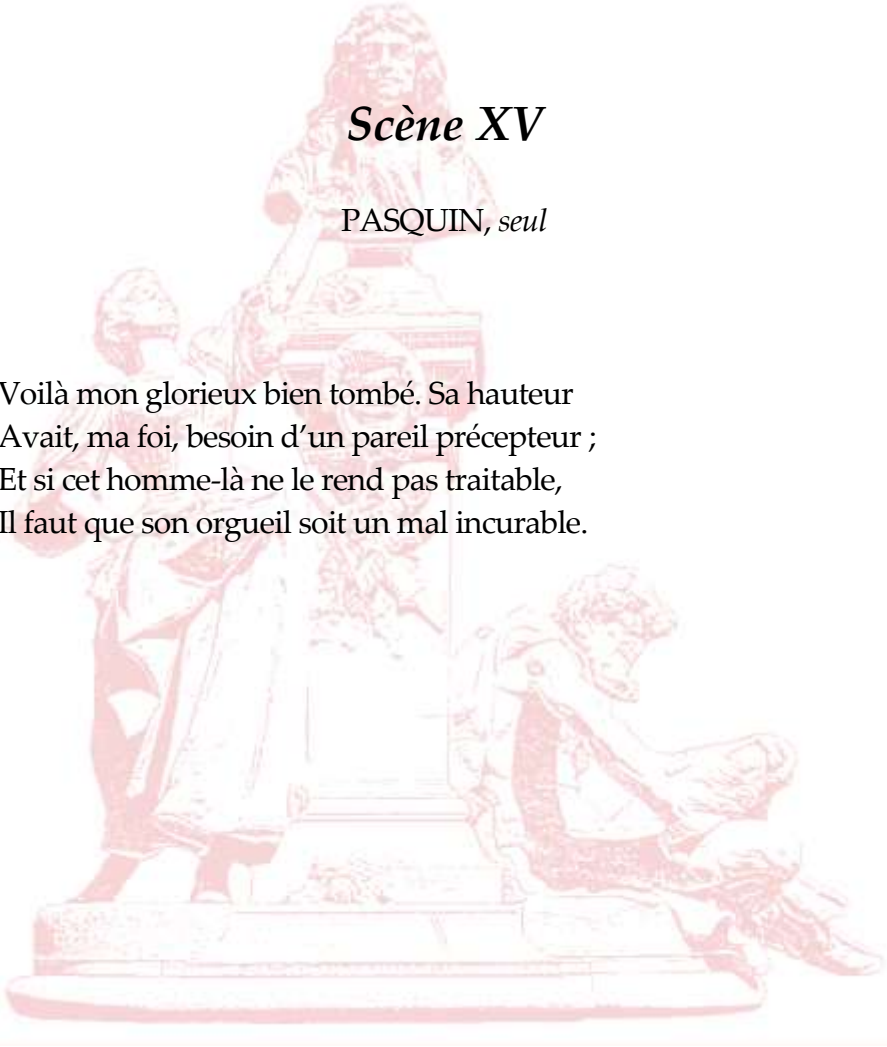 Scène XV
PASQUIN, seul
Voilà mon glorieux bien tombé. Sa hauteur
Avait, ma foi, besoin d’un pareil précepteur ;
Et si cet homme-là ne le rend pas traitable,
Il faut que son orgueil soit un mal incurable.